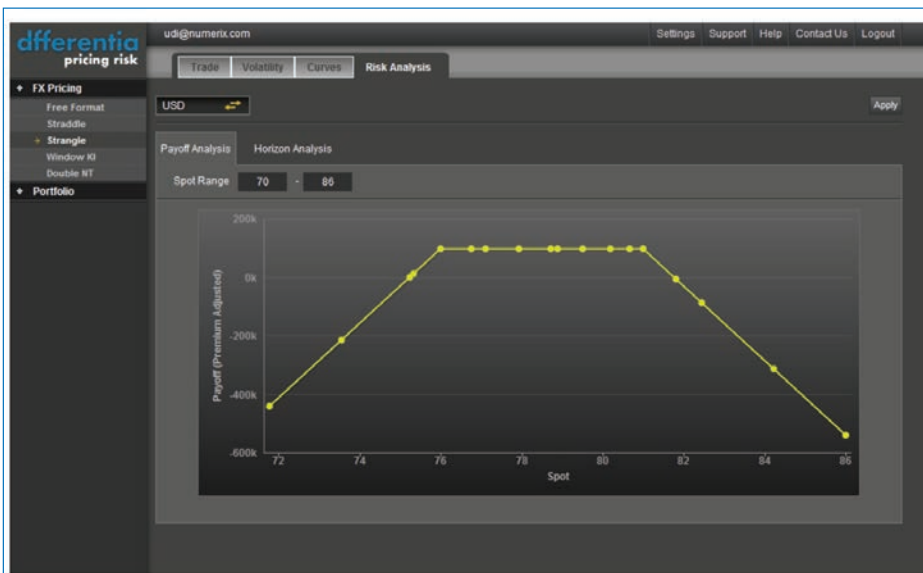 dfferentia
pricing risk
udi@numerix.com
Settings Support Help Contact Us Logout
Trade Volatility Curves Risk Analysis
+ FX Pricing
Free Format
Straddle
+ Strangle
Window KI
Double NT
+ Portfolio
USD
Apply
Payoff Analysis Horizon Analysis
Spot Range 70 - 86
Payoff (Premium Adjusted)
200k
0k
-200k
-400k
-600k
72 74 76 78 80 82 84 86
Spot